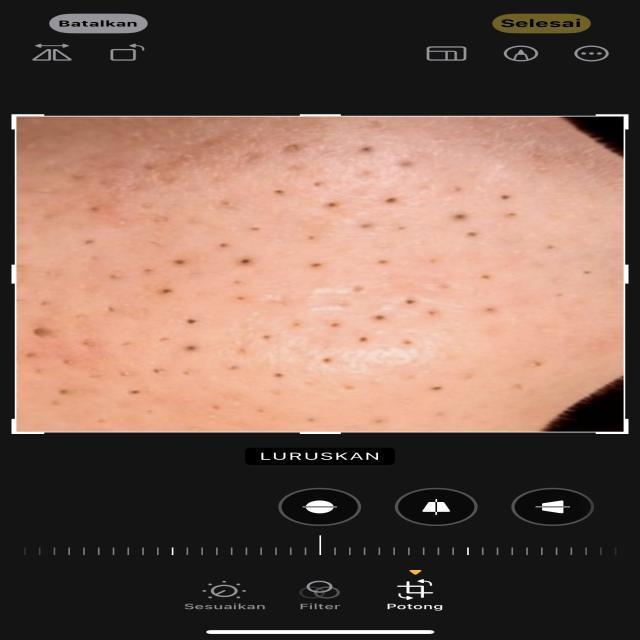 Batalkan
Selesai
LURUSKAN
Sesuaikan
Filter
Potong